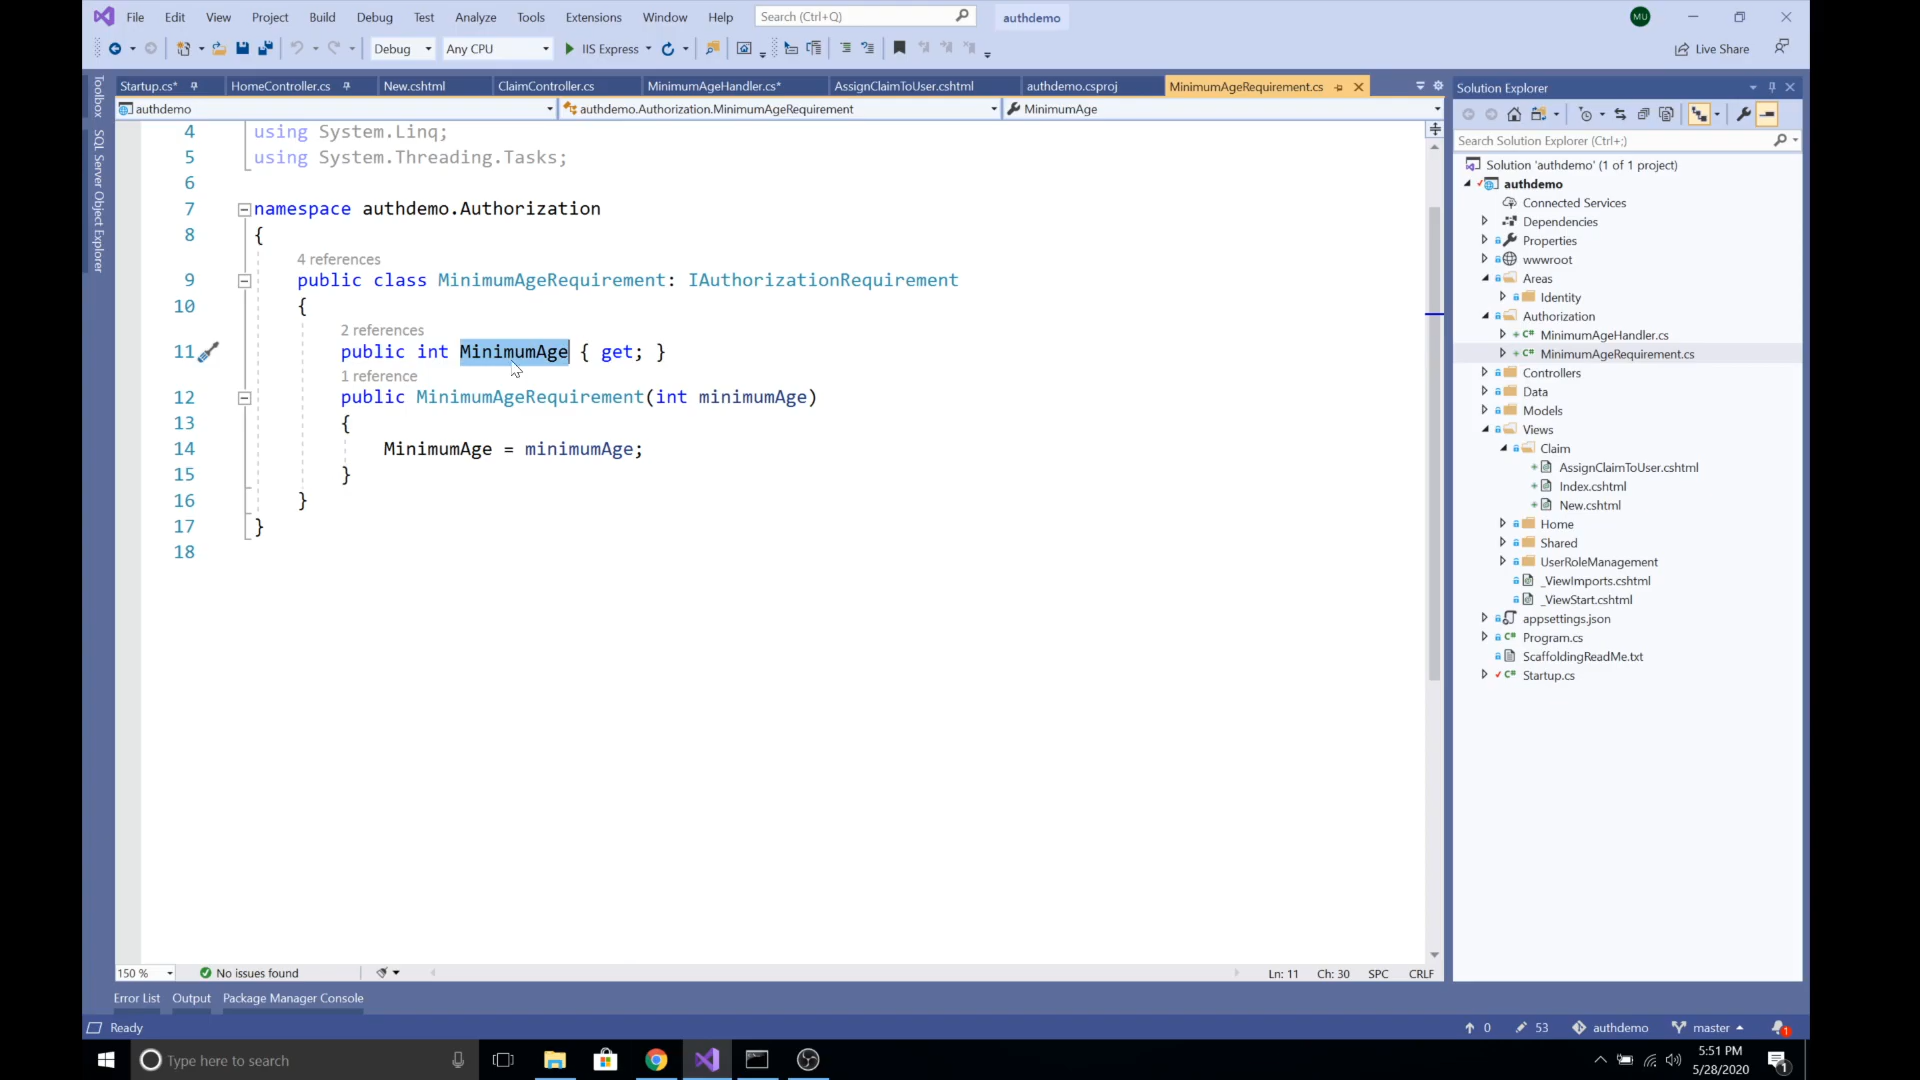 File Edit View Project Build Debug Test Analyze Tools Extensions Window Help Search (Ctrl+Q) authdemo MU
Debug Any CPU IIS Express Live Share
Startup.cs* HomeController.cs New.cshtml ClaimController.cs MinimumAgeHandler.cs* AssignClaimToUser.cshtml authdemo.csproj MinimumAgeRequirement.cs
authdemo authdemo.Authorization.MinimumAgeRequirement MinimumAge
Toolbox
SQL Server Object Explorer
4 using System.Linq;
5 using System.Threading.Tasks;
6
7 namespace authdemo.Authorization
8 {
4 references
9 public class MinimumAgeRequirement: IAuthorizationRequirement
10 {
2 references
11 public int MinimumAge { get; }
1 reference
12 public MinimumAgeRequirement(int minimumAge)
13 {
14 MinimumAge = minimumAge;
15 }
16 }
17 }
18
150 % No issues found Ln: 11 Ch: 30 SPC CRLF
Solution Explorer
Search Solution Explorer (Ctrl+;)
Solution 'authdemo' (1 of 1 project)
authdemo
Connected Services
Dependencies
Properties
wwwroot
Areas
Identity
Authorization
C# MinimumAgeHandler.cs
C# MinimumAgeRequirement.cs
Controllers
Data
Models
Views
Claim
AssignClaimToUser.cshtml
Index.cshtml
New.cshtml
Home
Shared
UserRoleManagement
_ViewImports.cshtml
_ViewStart.cshtml
appsettings.json
C# Program.cs
ScaffoldingReadMe.txt
C# Startup.cs
Error List Output Package Manager Console
Ready 0 53 authdemo master 1
Type here to search 5:51 PM
5/28/2020 1